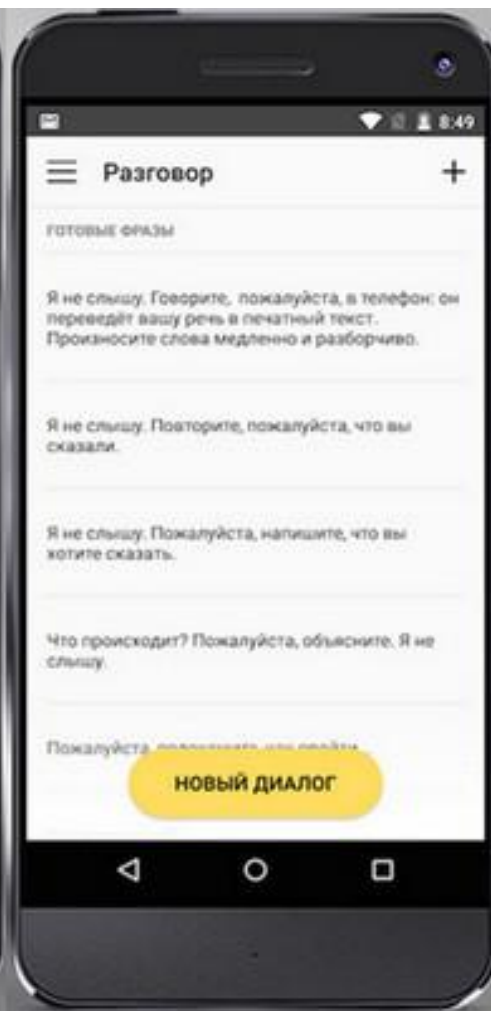 8:49
Разговор
ГОТОВЫЕ ФРАЗЫ
Я не слышу. Говорите, пожалуйста, в телефон: он
переведёт вашу речь в печатный текст.
Произносите слова медленно и разборчиво.
Я не слышу. Повторите, пожалуйста, что вы
сказали.
Я не слышу. Пожалуйста, напишите, что вы
хотите сказать.
Что происходит? Пожалуйста, объясните. Я не
слышу.
Пожалуйста,
НОВЫЙ ДИАЛОГ